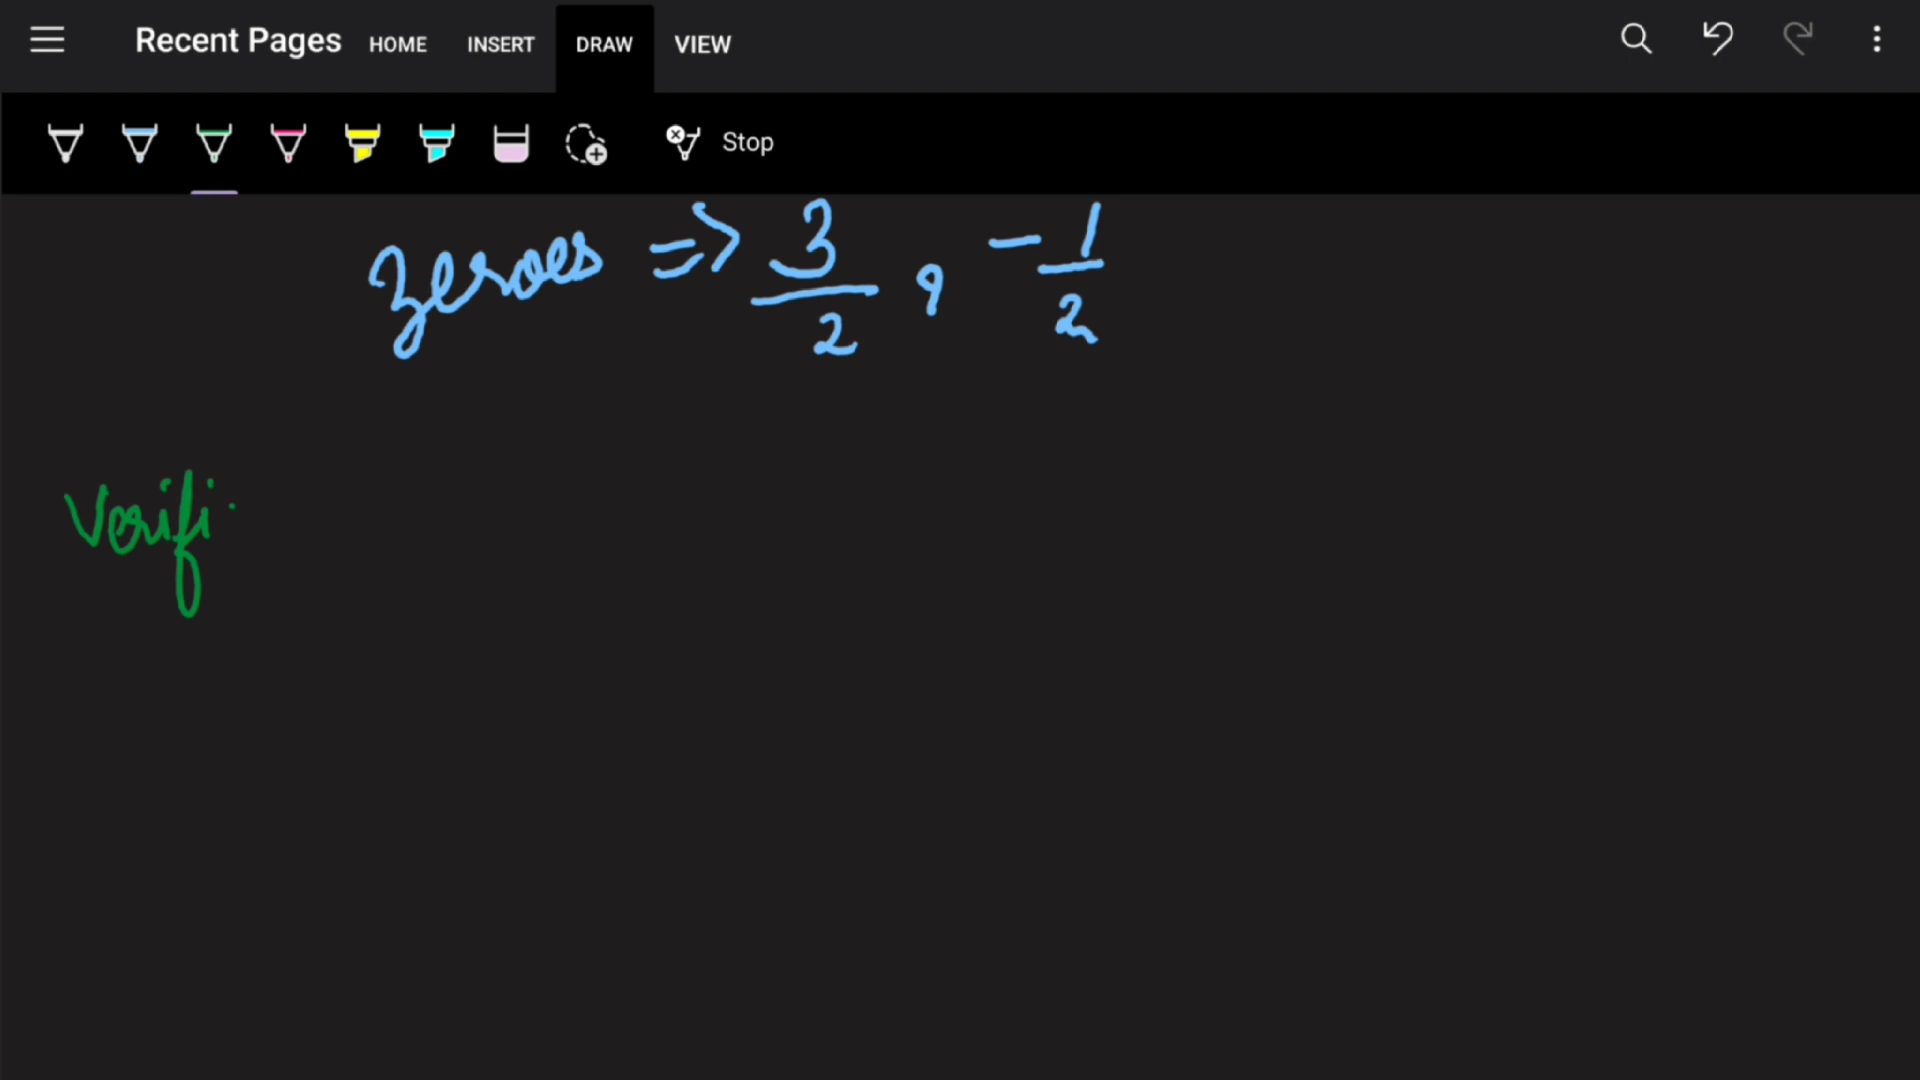 Recent Pages HOME INSERT DRAW VIEW
Stop
zeroes => 3/2 , -1/2
Verifi